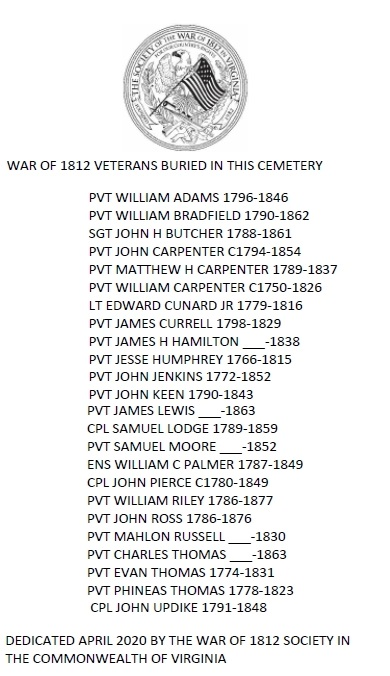 THE SOCIETY OF THE WAR OF 1812 IN VIRGINIA
WAR OF 1812 VETERANS BURIED IN THIS CEMETERY
PVT WILLIAM ADAMS 1796-1846
PVT WILLIAM BRADFIELD 1790-1862
SGT JOHN H BUTCHER 1788-1861
PVT JOHN CARPENTER C1794-1854
PVT MATTHEW H CARPENTER 1789-1837
PVT WILLIAM CARPENTER C1750-1826
LT EDWARD CUNARD JR 1779-1816
PVT JAMES CURRELL 1798-1829
PVT JAMES H HAMILTON ___-1838
PVT JESSE HUMPHREY 1766-1815
PVT JOHN JENKINS 1772-1852
PVT JOHN KEEN 1790-1843
PVT JAMES LEWIS ___-1863
CPL SAMUEL LODGE 1789-1859
PVT SAMUEL MOORE ___-1852
ENS WILLIAM C PALMER 1787-1849
CPL JOHN PIERCE C1780-1849
PVT WILLIAM RILEY 1786-1877
PVT JOHN ROSS 1786-1876
PVT MAHLON RUSSELL ___-1830
PVT CHARLES THOMAS ___-1863
PVT EVAN THOMAS 1774-1831
PVT PHINEAS THOMAS 1778-1823
CPL JOHN UPDIKE 1791-1848
DEDICATED APRIL 2020 BY THE WAR OF 1812 SOCIETY IN
THE COMMONWEALTH OF VIRGINIA